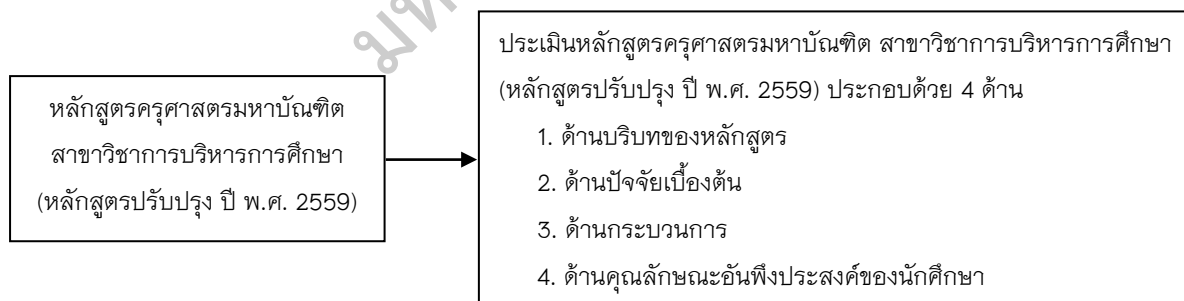 หลักสูตรครุศาสตรมหาบัณฑิต
สาขาวิชาการบริหารการศึกษา
(หลักสูตรปรับปรุง ปี พ.ศ. 2559)
ประเมินหลักสูตรครุศาสตรมหาบัณฑิต สาขาวิชาการบริหารการศึกษา
(หลักสูตรปรับปรุง ปี พ.ศ. 2559) ประกอบด้วย 4 ด้าน
1. ด้านบริบทของหลักสูตร
2. ด้านปัจจัยเบื้องต้น
3. ด้านกระบวนการ
4. ด้านคุณลักษณะอันพึงประสงค์ของนักศึกษา